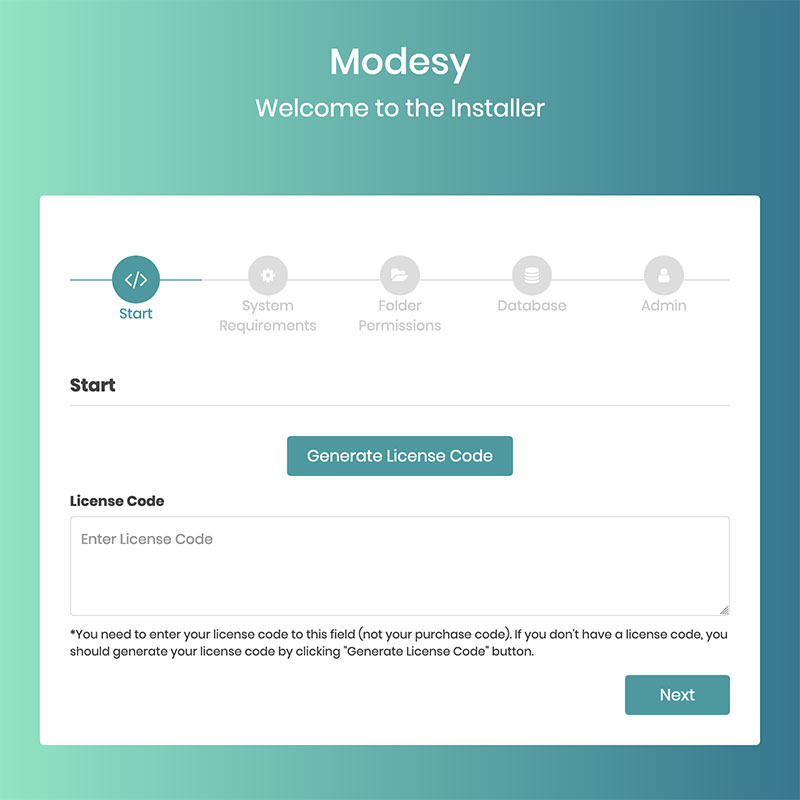 Modesy
Welcome to the Installer
</>
Start
System
Requirements
Folder
Permissions
Database
Admin
Start
Generate License Code
License Code
Enter License Code
*You need to enter your license code to this field (not your purchase code). If you don't have a license code, you
should generate your license code by clicking "Generate License Code" button.
Next